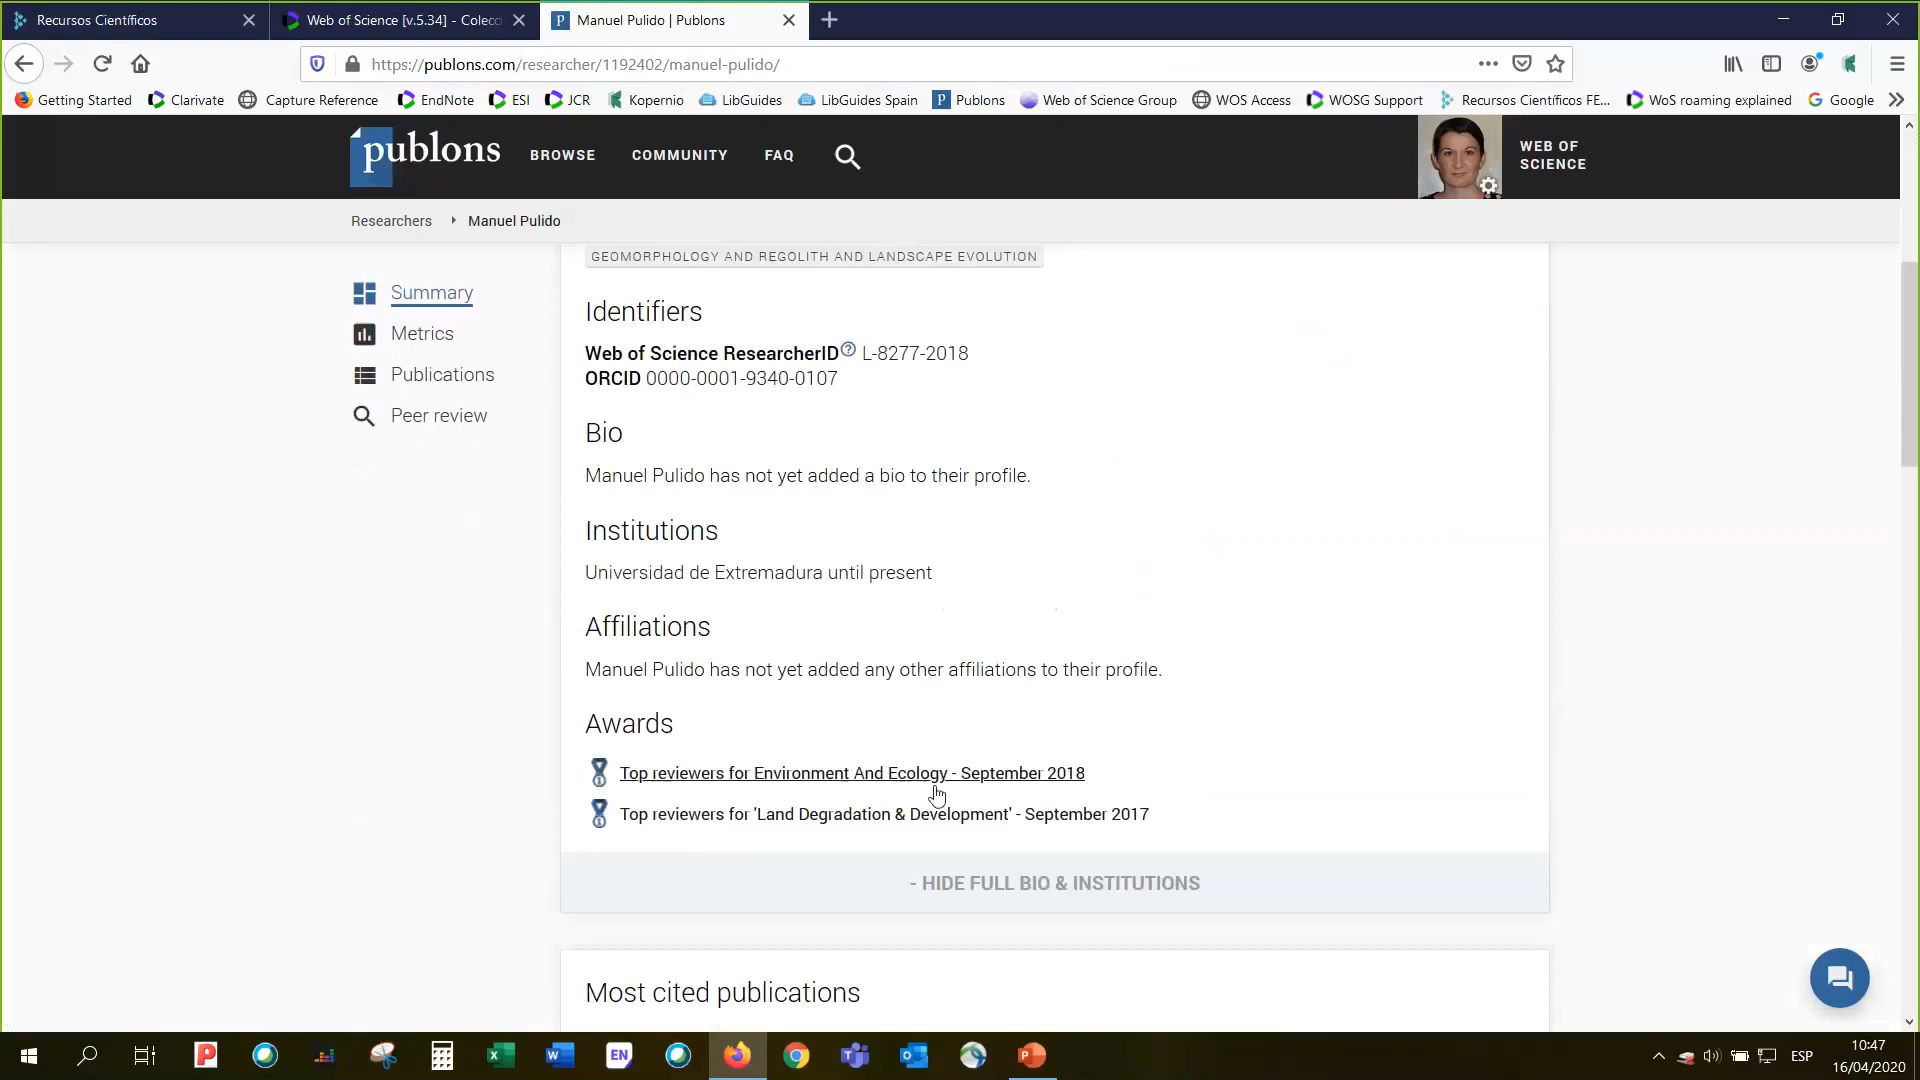 Recursos Científicos
Web of Science [v.5.34] - Colecc
Manuel Pulido | Publons
https://publons.com/researcher/1192402/manuel-pulido/
Getting Started
Clarivate
Capture Reference
EndNote
ESI
JCR
Kopernio
LibGuides
LibGuides Spain
Publons
Web of Science Group
WOS Access
WOSG Support
Recursos Científicos FE...
WoS roaming explained
Google
publons
BROWSE
COMMUNITY
FAQ
WEB OF
SCIENCE
Researchers
Manuel Pulido
Summary
Metrics
Publications
Peer review
GEOMORPHOLOGY AND REGOLITH AND LANDSCAPE EVOLUTION
Identifiers
Web of Science ResearcherID? L-8277-2018
ORCID 0000-0001-9340-0107
Bio
Manuel Pulido has not yet added a bio to their profile.
Institutions
Universidad de Extremadura until present
Affiliations
Manuel Pulido has not yet added any other affiliations to their profile.
Awards
Top reviewers for Environment And Ecology - September 2018
Top reviewers for 'Land Degradation & Development' - September 2017
- HIDE FULL BIO & INSTITUTIONS
Most cited publications
ESP
10:47
16/04/2020